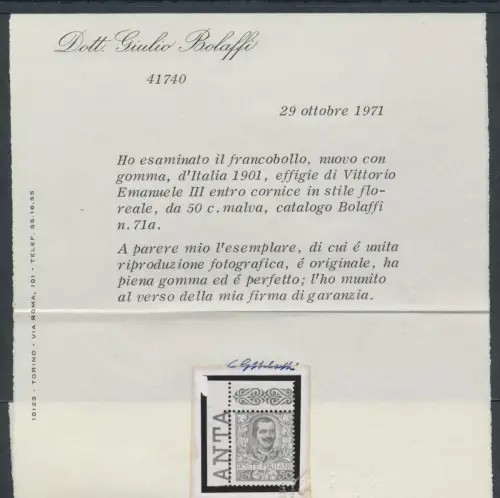 Dott. Giulio Bolaffi
41740
29 ottobre 1971
Ho esaminato il francobollo, nuovo con
gomma, d'Italia 1901, effigie di Vittorio
Emanuele III entro cornice in stile flo-
reale, da 50 c. malva, catalogo Bolaffi
n. 71a.
A parere mio l'esemplare, di cui é unita
riproduzione fotografica, é originale, ha
piena gomma ed é perfetto; l'ho munito
al verso della mia firma di garanzia.
10123 - TORINO - VIA ROMA, 101 - TELEF. 55.16.55
ANTA
POSTE ITALIANE